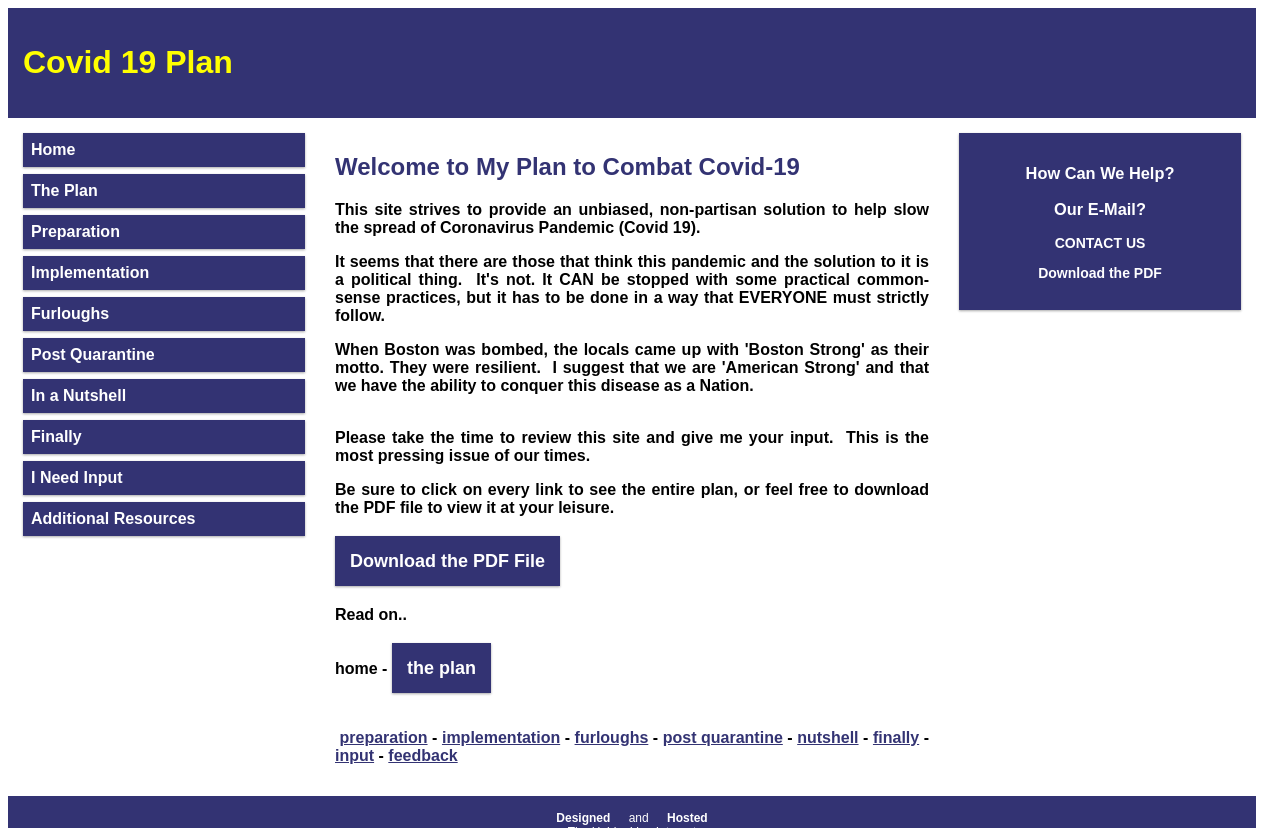 Covid 19 Plan
Home
The Plan
Preparation
Implementation
Furloughs
Post Quarantine
In a Nutshell
Finally
I Need Input
Additional Resources
Welcome to My Plan to Combat Covid-19
This site strives to provide an unbiased, non-partisan solution to help slow
the spread of Coronavirus Pandemic (Covid 19).
It seems that there are those that think this pandemic and the solution to it is
a political thing.  It's not. It CAN be stopped with some practical common-
sense practices, but it has to be done in a way that EVERYONE must strictly
follow.
When Boston was bombed, the locals came up with 'Boston Strong' as their
motto. They were resilient.  I suggest that we are 'American Strong' and that
we have the ability to conquer this disease as a Nation.
Please take the time to review this site and give me your input.  This is the
most pressing issue of our times.
Be sure to click on every link to see the entire plan, or feel free to download
the PDF file to view it at your leisure.
Download the PDF File
Read on..
home - the plan
preparation - implementation - furloughs - post quarantine - nutshell - finally -
input - feedback
How Can We Help?
Our E-Mail?
CONTACT US
Download the PDF
Designed and Hosted